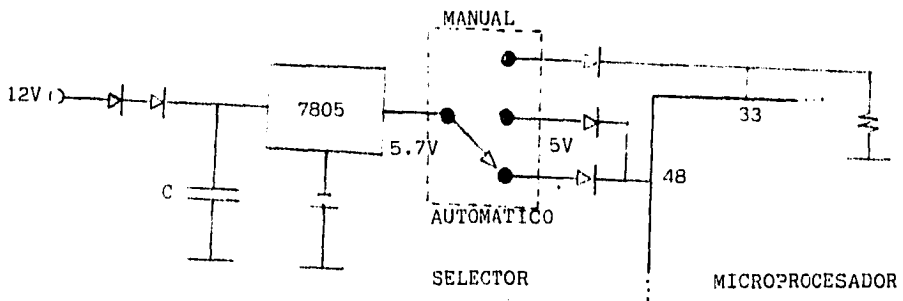 MANUAL
12V
7805
5.7V
5V
33
48
C
AUTOMATICO
SELECTOR
MICROPROCESADOR